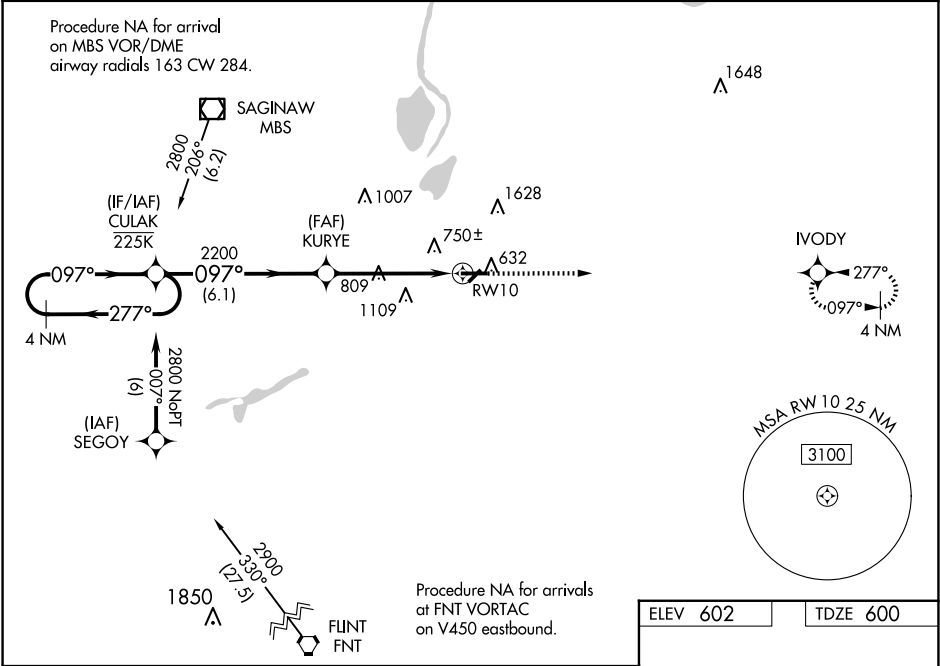 Procedure NA for arrival
on MBS VOR/DME
airway radials 163 CW 284.
1648
SAGINAW
MBS
2800
206°
(6.2)
(IF/IAF)
CULAK
225K
1007
1628
(FAF)
KURYE
750±
IVODY
097°
2200
097°
(6.1)
809
632
RW10
1109
277°
277°
097°
4 NM
4 NM
2800 NoPT
007°
(6)
(IAF)
SEGOY
MSA RW 10 25 NM
3100
2900
330°
(27.5)
1850
FLINT
FNT
Procedure NA for arrivals
at FNT VORTAC
on V450 eastbound.
ELEV 602
TDZE 600